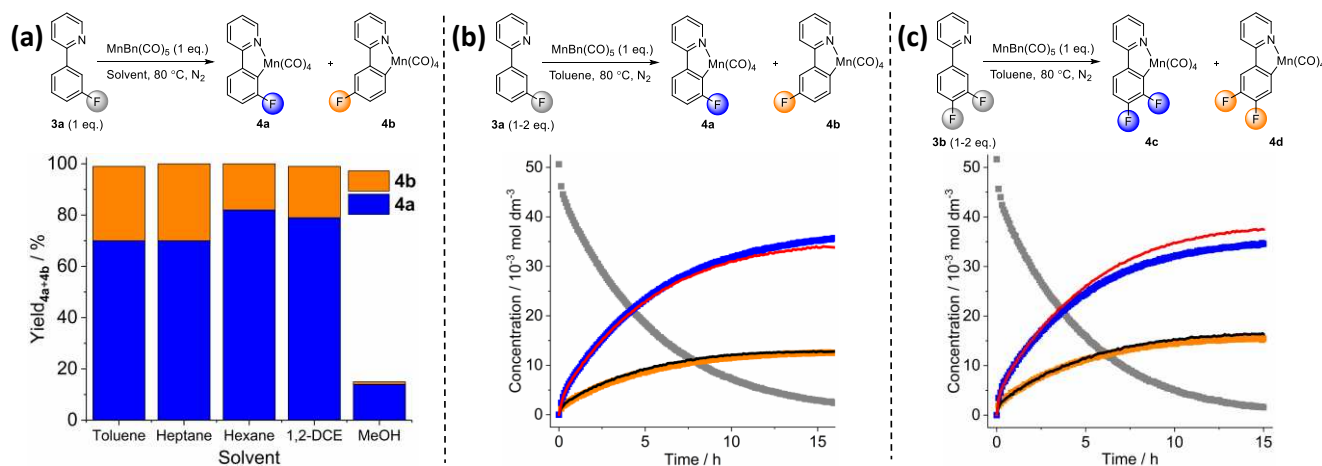 (a)
MnBn(CO)5 (1 eq.)
Solvent, 80 °C, N2
N
F
3a (1 eq.)
N
Mn(CO)4
F
4a
+
N
Mn(CO)4
F
4b
Yield4a+4b / %
100
80
60
40
20
0
4b
4a
Toluene
Heptane
Hexane
1,2-DCE
MeOH
Solvent
(b)
MnBn(CO)5 (1 eq.)
Toluene, 80 °C, N2
N
F
3a (1-2 eq.)
N
Mn(CO)4
F
4a
+
N
Mn(CO)4
F
4b
Concentration / 10-3 mol dm-3
50
40
30
20
10
0
0
5
10
15
Time / h
(c)
MnBn(CO)5 (1 eq.)
Toluene, 80 °C, N2
N
F
F
3b (1-2 eq.)
N
Mn(CO)4
F
F
4c
+
N
Mn(CO)4
F
F
4d
Concentration / 10-3 mol dm-3
50
40
30
20
10
0
0
5
10
15
Time / h